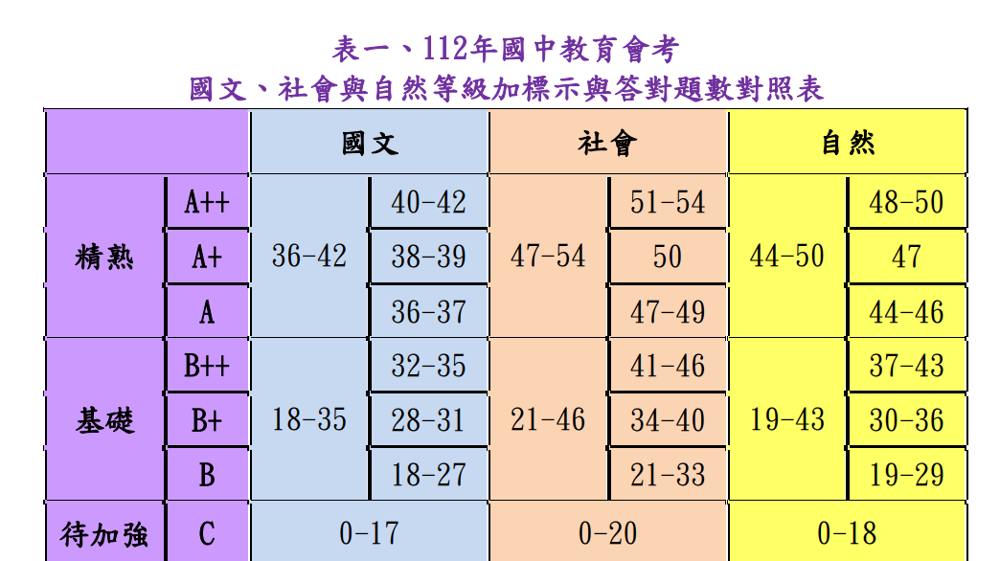 表一、112年國中教育會考
國文、社會與自然等級加標示與答對題數對照表
國文 社會 自然
精熟 A++ 36-42 40-42 47-54 51-54 44-50 48-50
A+ 38-39 50 47
A 36-37 47-49 44-46
基礎 B++ 18-35 32-35 21-46 41-46 19-43 37-43
B+ 28-31 34-40 30-36
B 18-27 21-33 19-29
待加強 C 0-17 0-20 0-18